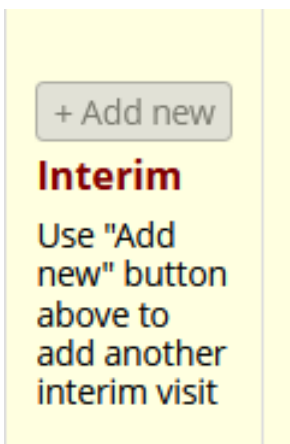 + Add new
Interim
Use "Add
new" button
above to
add another
interim visit